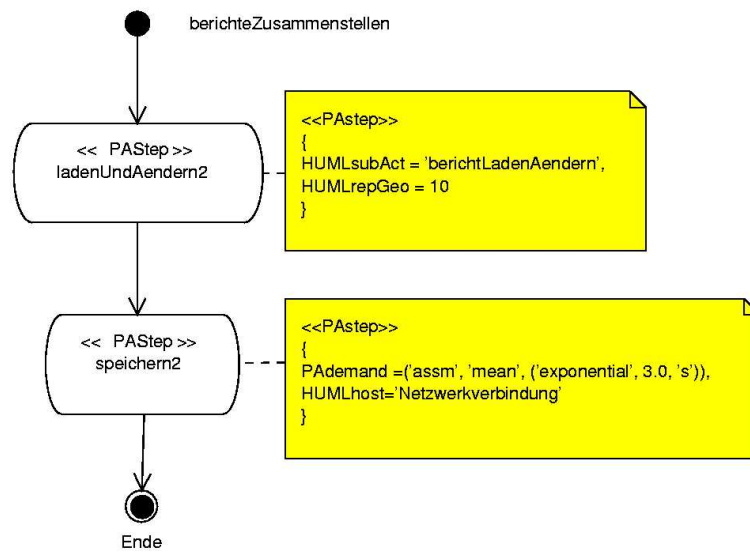 berichteZusammenstellen
<< PAStep >>
ladenUndAendern2
<<PAstep>>
{
HUMLsubAct = 'berichtLadenAendern',
HUMLrepGeo = 10
}
<< PAStep >>
speichern2
<<PAstep>>
{
PAdemand =('assm', 'mean', ('exponential', 3.0, 's')),
HUMLhost='Netzwerkverbindung'
}
Ende